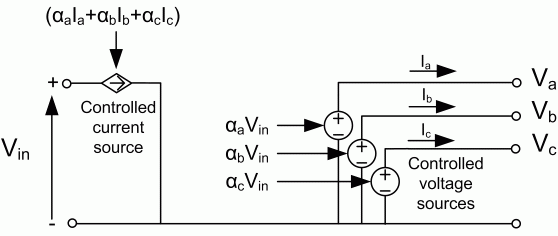 (αaIa+αbIb+αcIc)
+
Controlled
current
source
Vin
-
αaVin
αbVin
αcVin
+
−
+
−
+
−
Ia
Ib
Ic
Va
Vb
Vc
Controlled
voltage
sources